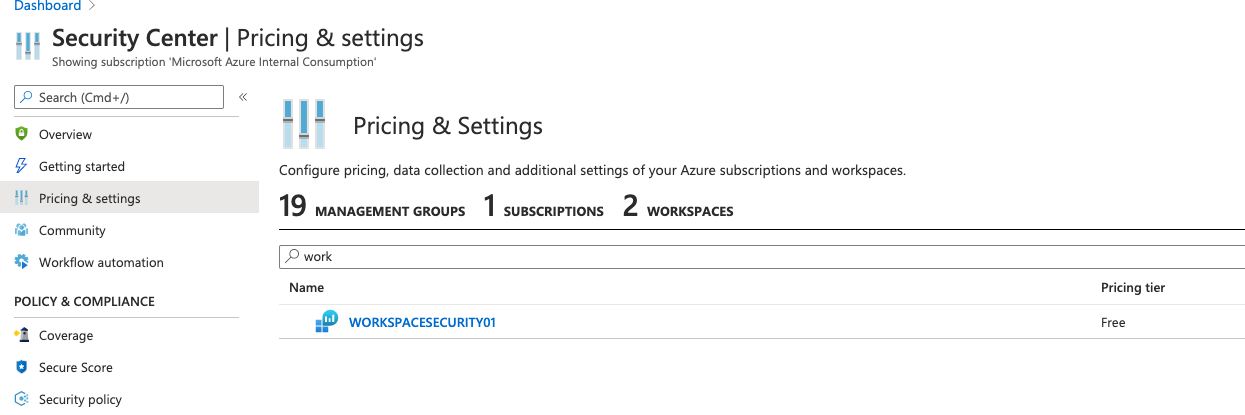 Dashboard >
Security Center | Pricing & settings
Showing subscription 'Microsoft Azure Internal Consumption'
Search (Cmd+/)
«
Overview
Getting started
Pricing & settings
Community
Workflow automation
POLICY & COMPLIANCE
Coverage
Secure Score
Security policy
Pricing & Settings
Configure pricing, data collection and additional settings of your Azure subscriptions and workspaces.
19 MANAGEMENT GROUPS 1 SUBSCRIPTIONS 2 WORKSPACES
work
Name Pricing tier
WORKSPACESECURITY01 Free